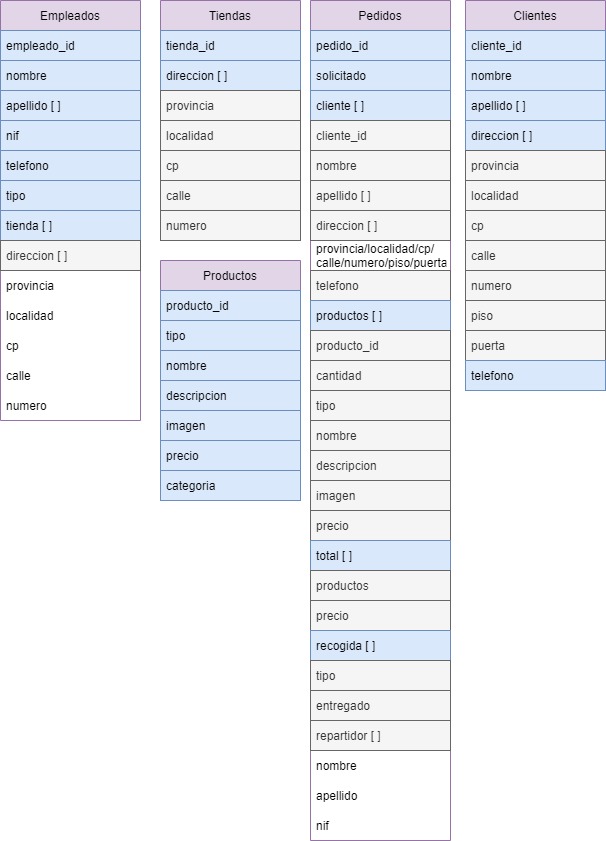 Empleados
empleado_id
nombre
apellido [ ]
nif
telefono
tipo
tienda [ ]
direccion [ ]
provincia
localidad
cp
calle
numero
Tiendas
tienda_id
direccion [ ]
provincia
localidad
cp
calle
numero
Productos
producto_id
tipo
nombre
descripcion
imagen
precio
categoria
Pedidos
pedido_id
solicitado
cliente [ ]
cliente_id
nombre
apellido [ ]
direccion [ ]
provincia/localidad/cp/
calle/numero/piso/puerta
telefono
productos [ ]
producto_id
cantidad
tipo
nombre
descripcion
imagen
precio
total [ ]
productos
precio
recogida [ ]
tipo
entregado
repartidor [ ]
nombre
apellido
nif
Clientes
cliente_id
nombre
apellido [ ]
direccion [ ]
provincia
localidad
cp
calle
numero
piso
puerta
telefono